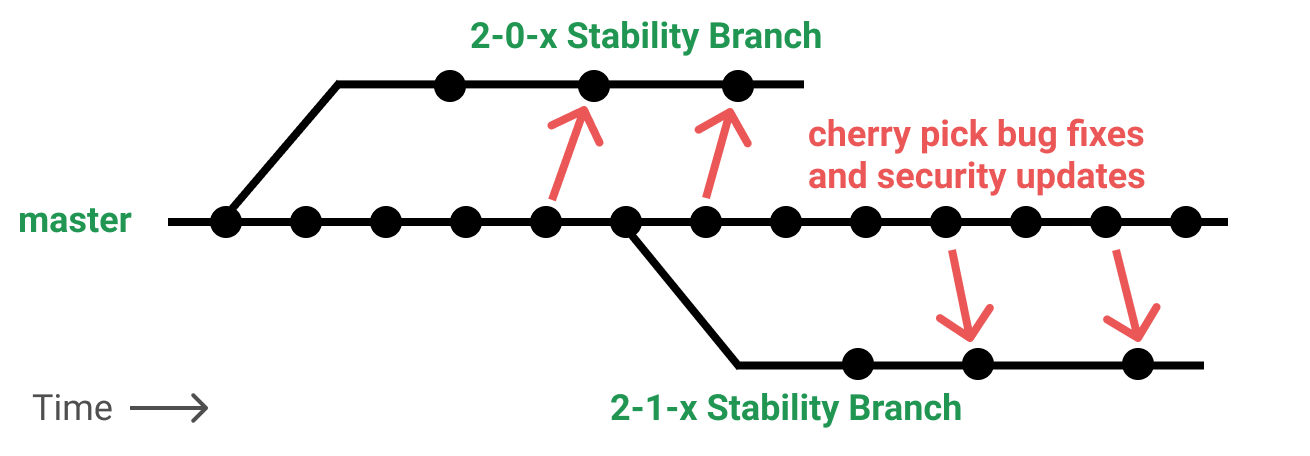 2-0-x Stability Branch
cherry pick bug fixes
and security updates
master
Time
2-1-x Stability Branch